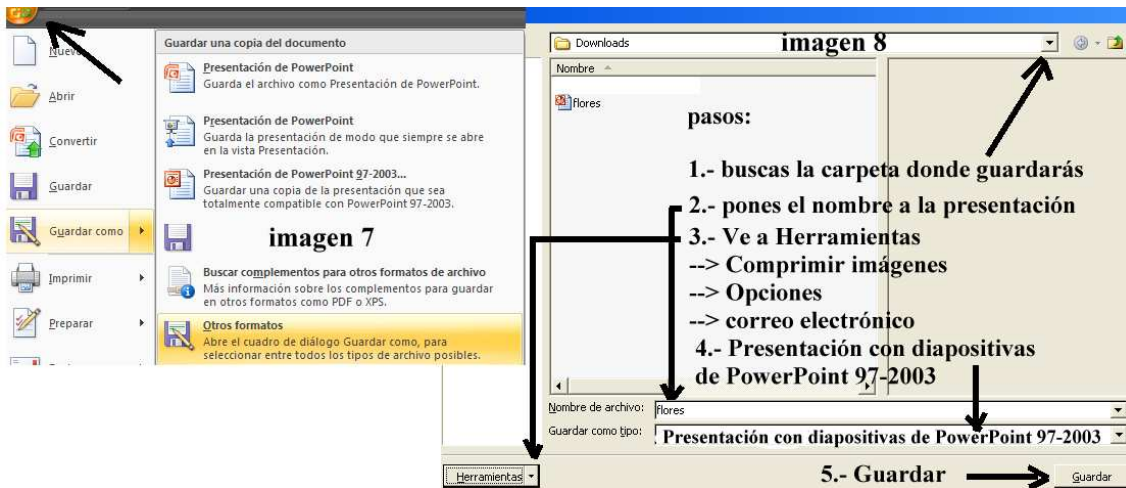 Nuevo
Abrir
Convertir
Guardar
Guardar como
Imprimir
Preparar
Guardar una copia del documento
Presentación de PowerPoint
Guarda el archivo como Presentación de PowerPoint.
Presentación de PowerPoint
Guarda la presentación de modo que siempre se abre
en la vista Presentación.
Presentación de PowerPoint 97-2003...
Guardar una copia de la presentación que sea
totalmente compatible con PowerPoint 97-2003.
imagen 7
Buscar complementos para otros formatos de archivo
Más información sobre los complementos para guardar
en otros formatos como PDF o XPS.
Otros formatos
Abre el cuadro de diálogo Guardar como, para
seleccionar entre todos los tipos de archivo posibles.
Downloads
imagen 8
Nombre
flores
pasos:
1.- buscas la carpeta donde guardarás
2.- pones el nombre a la presentación
3.- Ve a Herramientas
--> Comprimir imágenes
--> Opciones
--> correo electrónico
4.- Presentación con diapositivas
de PowerPoint 97-2003
Nombre de archivo: flores
Guardar como tipo: Presentación con diapositivas de PowerPoint 97-2003
Herramientas
5.- Guardar
Guardar